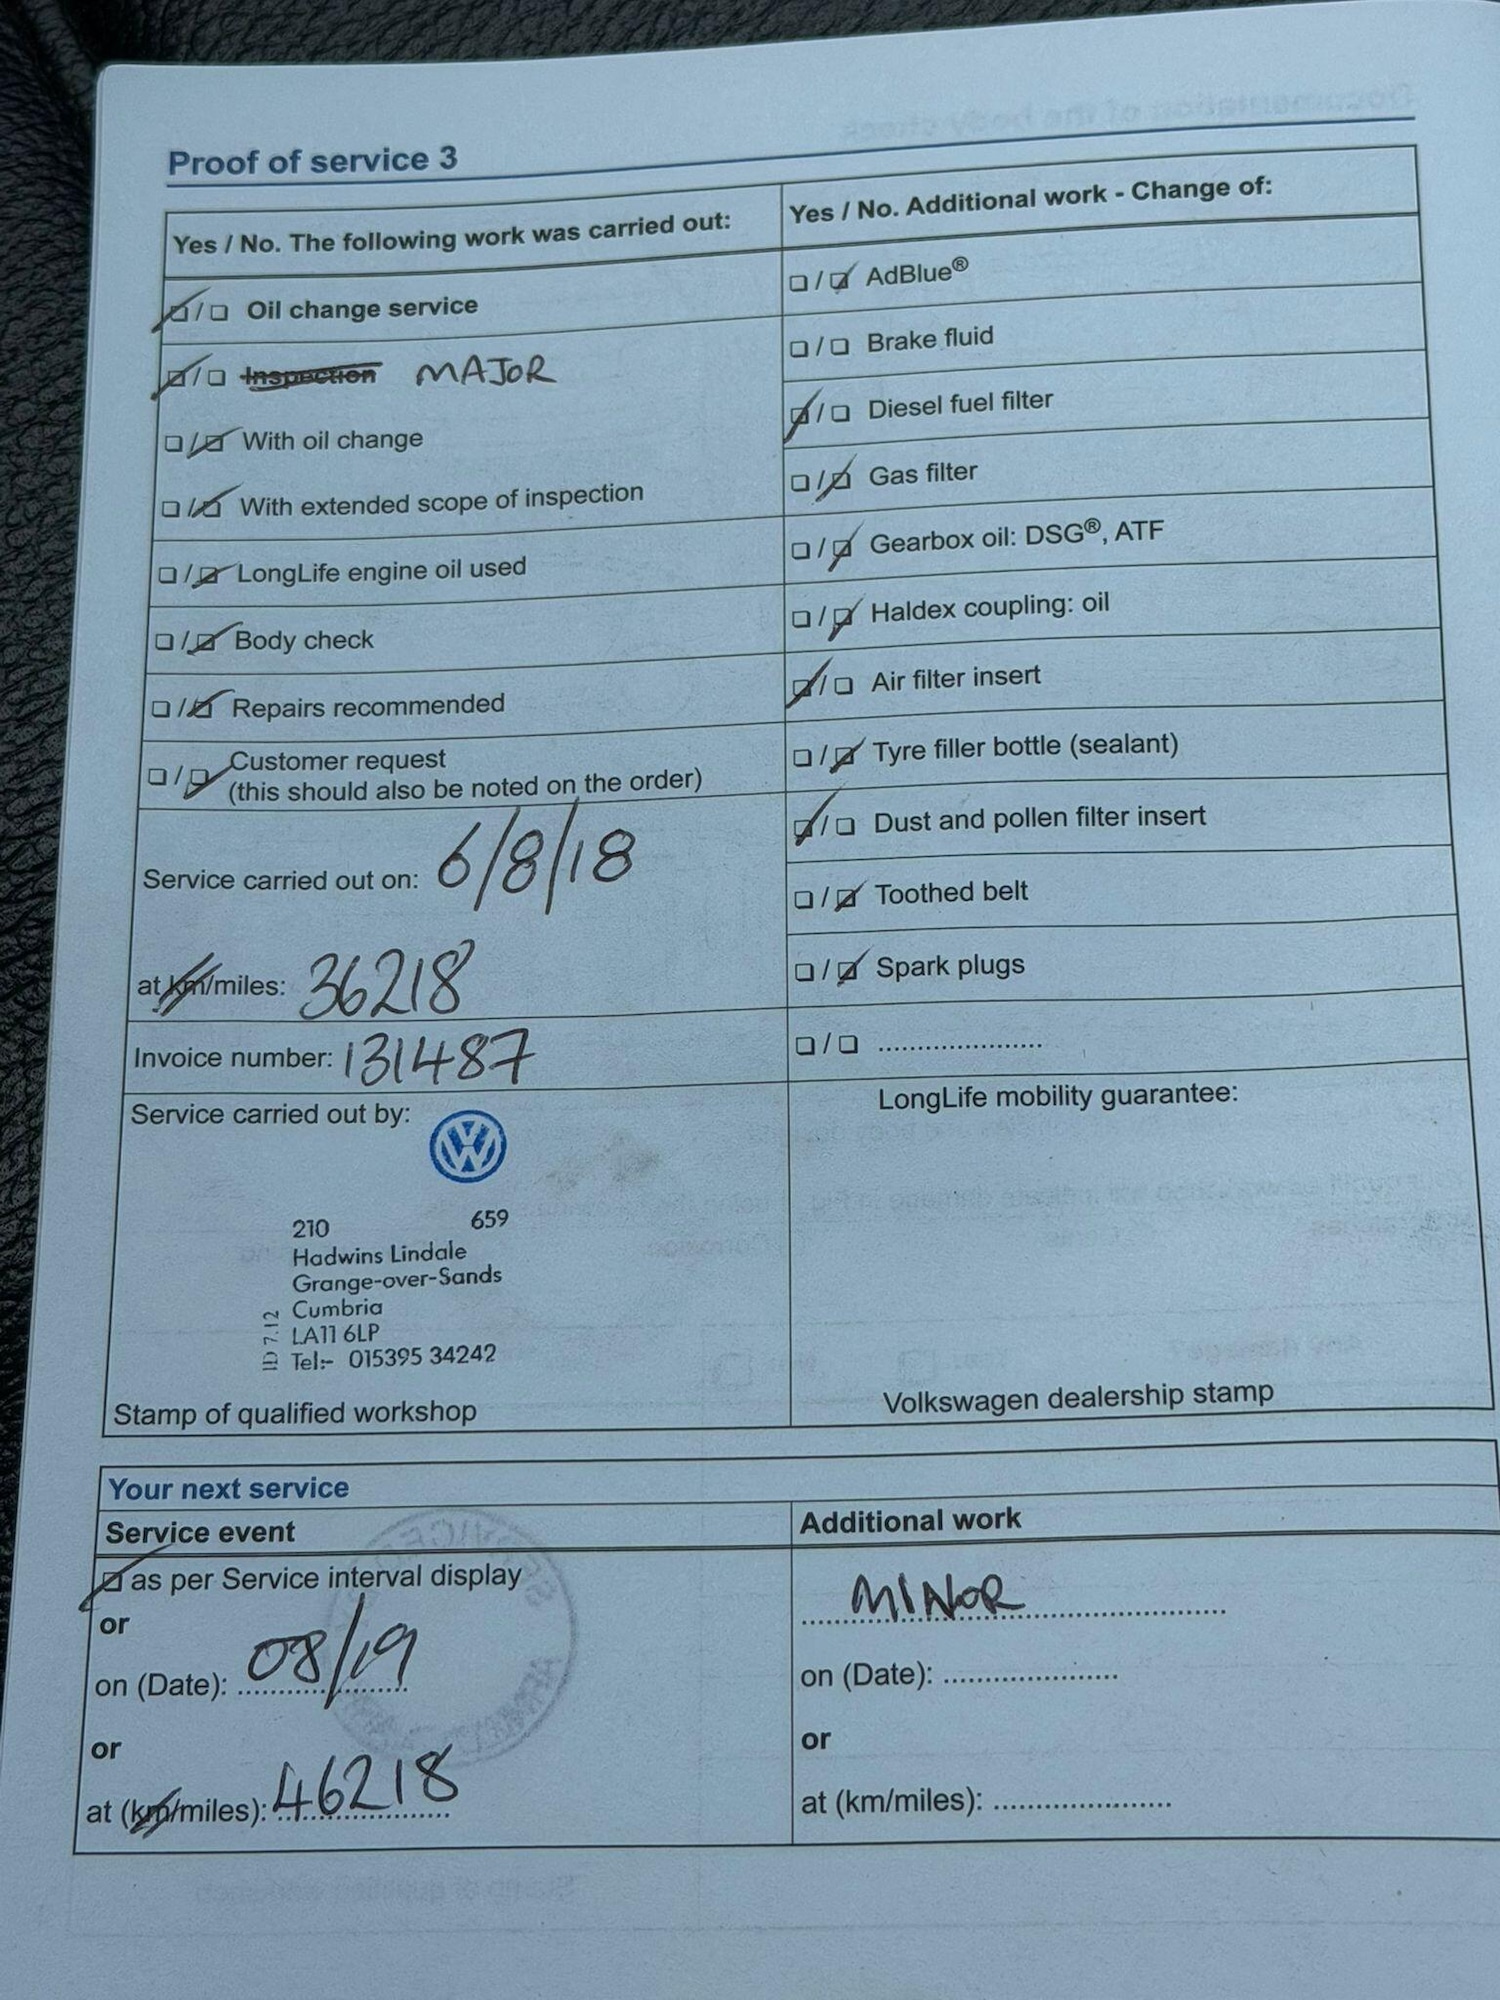 Proof of service 3
Yes / No. The following work was carried out:
❏/❏ Oil change service
❏/❏ Inspection MAJOR
❏/❏ With oil change
❏/❏ With extended scope of inspection
❏/❏ LongLife engine oil used
❏/❏ Body check
❏/❏ Repairs recommended
❏/❏ Customer request
(this should also be noted on the order)
Service carried out on: 6/8/18
at km/miles: 36218
Invoice number: 131487
Service carried out by:
210 659
Hadwins Lindale
Grange-over-Sands
Cumbria
LA11 6LP
Tel:- 015395 34242
ID 7.12
Stamp of qualified workshop
Yes / No. Additional work - Change of:
❏/❏ AdBlue®
❏/❏ Brake fluid
❏/❏ Diesel fuel filter
❏/❏ Gas filter
❏/❏ Gearbox oil: DSG®, ATF
❏/❏ Haldex coupling: oil
❏/❏ Air filter insert
❏/❏ Tyre filler bottle (sealant)
❏/❏ Dust and pollen filter insert
❏/❏ Toothed belt
❏/❏ Spark plugs
❏/❏ ......................
LongLife mobility guarantee:
Volkswagen dealership stamp
Your next service
Service event
❏ as per Service interval display
or
on (Date): 08/19
or
at (km/miles): 46218
Additional work
MINOR
on (Date): .......................
or
at (km/miles): .......................